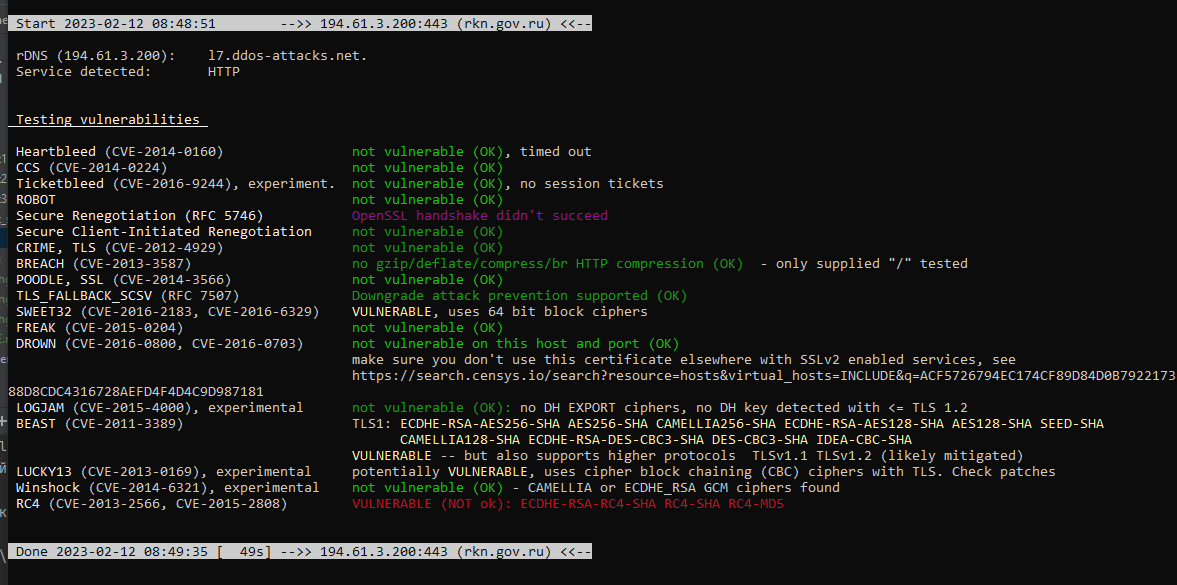 Start 2023-02-12 08:48:51 -->> 194.61.3.200:443 (rkn.gov.ru) <<--
rDNS (194.61.3.200): l7.ddos-attacks.net.
Service detected: HTTP
Testing vulnerabilities
Heartbleed (CVE-2014-0160) not vulnerable (OK), timed out
CCS (CVE-2014-0224) not vulnerable (OK)
Ticketbleed (CVE-2016-9244), experiment. not vulnerable (OK), no session tickets
ROBOT not vulnerable (OK)
Secure Renegotiation (RFC 5746) OpenSSL handshake didn't succeed
Secure Client-Initiated Renegotiation not vulnerable (OK)
CRIME, TLS (CVE-2012-4929) not vulnerable (OK)
BREACH (CVE-2013-3587) no gzip/deflate/compress/br HTTP compression (OK) - only supplied "/" tested
POODLE, SSL (CVE-2014-3566) not vulnerable (OK)
TLS_FALLBACK_SCSV (RFC 7507) Downgrade attack prevention supported (OK)
SWEET32 (CVE-2016-2183, CVE-2016-6329) VULNERABLE, uses 64 bit block ciphers
FREAK (CVE-2015-0204) not vulnerable (OK)
DROWN (CVE-2016-0800, CVE-2016-0703) not vulnerable on this host and port (OK)
make sure you don't use this certificate elsewhere with SSLv2 enabled services, see
https://search.censys.io/search?resource=hosts&virtual_hosts=INCLUDE&q=ACF5726794EC174CF89D84D0B7922173
88D8CDC4316728AEFD4F4D4C9D987181
LOGJAM (CVE-2015-4000), experimental not vulnerable (OK): no DH EXPORT ciphers, no DH key detected with <= TLS 1.2
BEAST (CVE-2011-3389) TLS1: ECDHE-RSA-AES256-SHA AES256-SHA CAMELLIA256-SHA ECDHE-RSA-AES128-SHA AES128-SHA SEED-SHA
CAMELLIA128-SHA ECDHE-RSA-DES-CBC3-SHA DES-CBC3-SHA IDEA-CBC-SHA
VULNERABLE -- but also supports higher protocols TLSv1.1 TLSv1.2 (likely mitigated)
LUCKY13 (CVE-2013-0169), experimental potentially VULNERABLE, uses cipher block chaining (CBC) ciphers with TLS. Check patches
Winshock (CVE-2014-6321), experimental not vulnerable (OK) - CAMELLIA or ECDHE_RSA GCM ciphers found
RC4 (CVE-2013-2566, CVE-2015-2808) VULNERABLE (NOT ok): ECDHE-RSA-RC4-SHA RC4-SHA RC4-MD5
Done 2023-02-12 08:49:35 [ 49s] -->> 194.61.3.200:443 (rkn.gov.ru) <<--